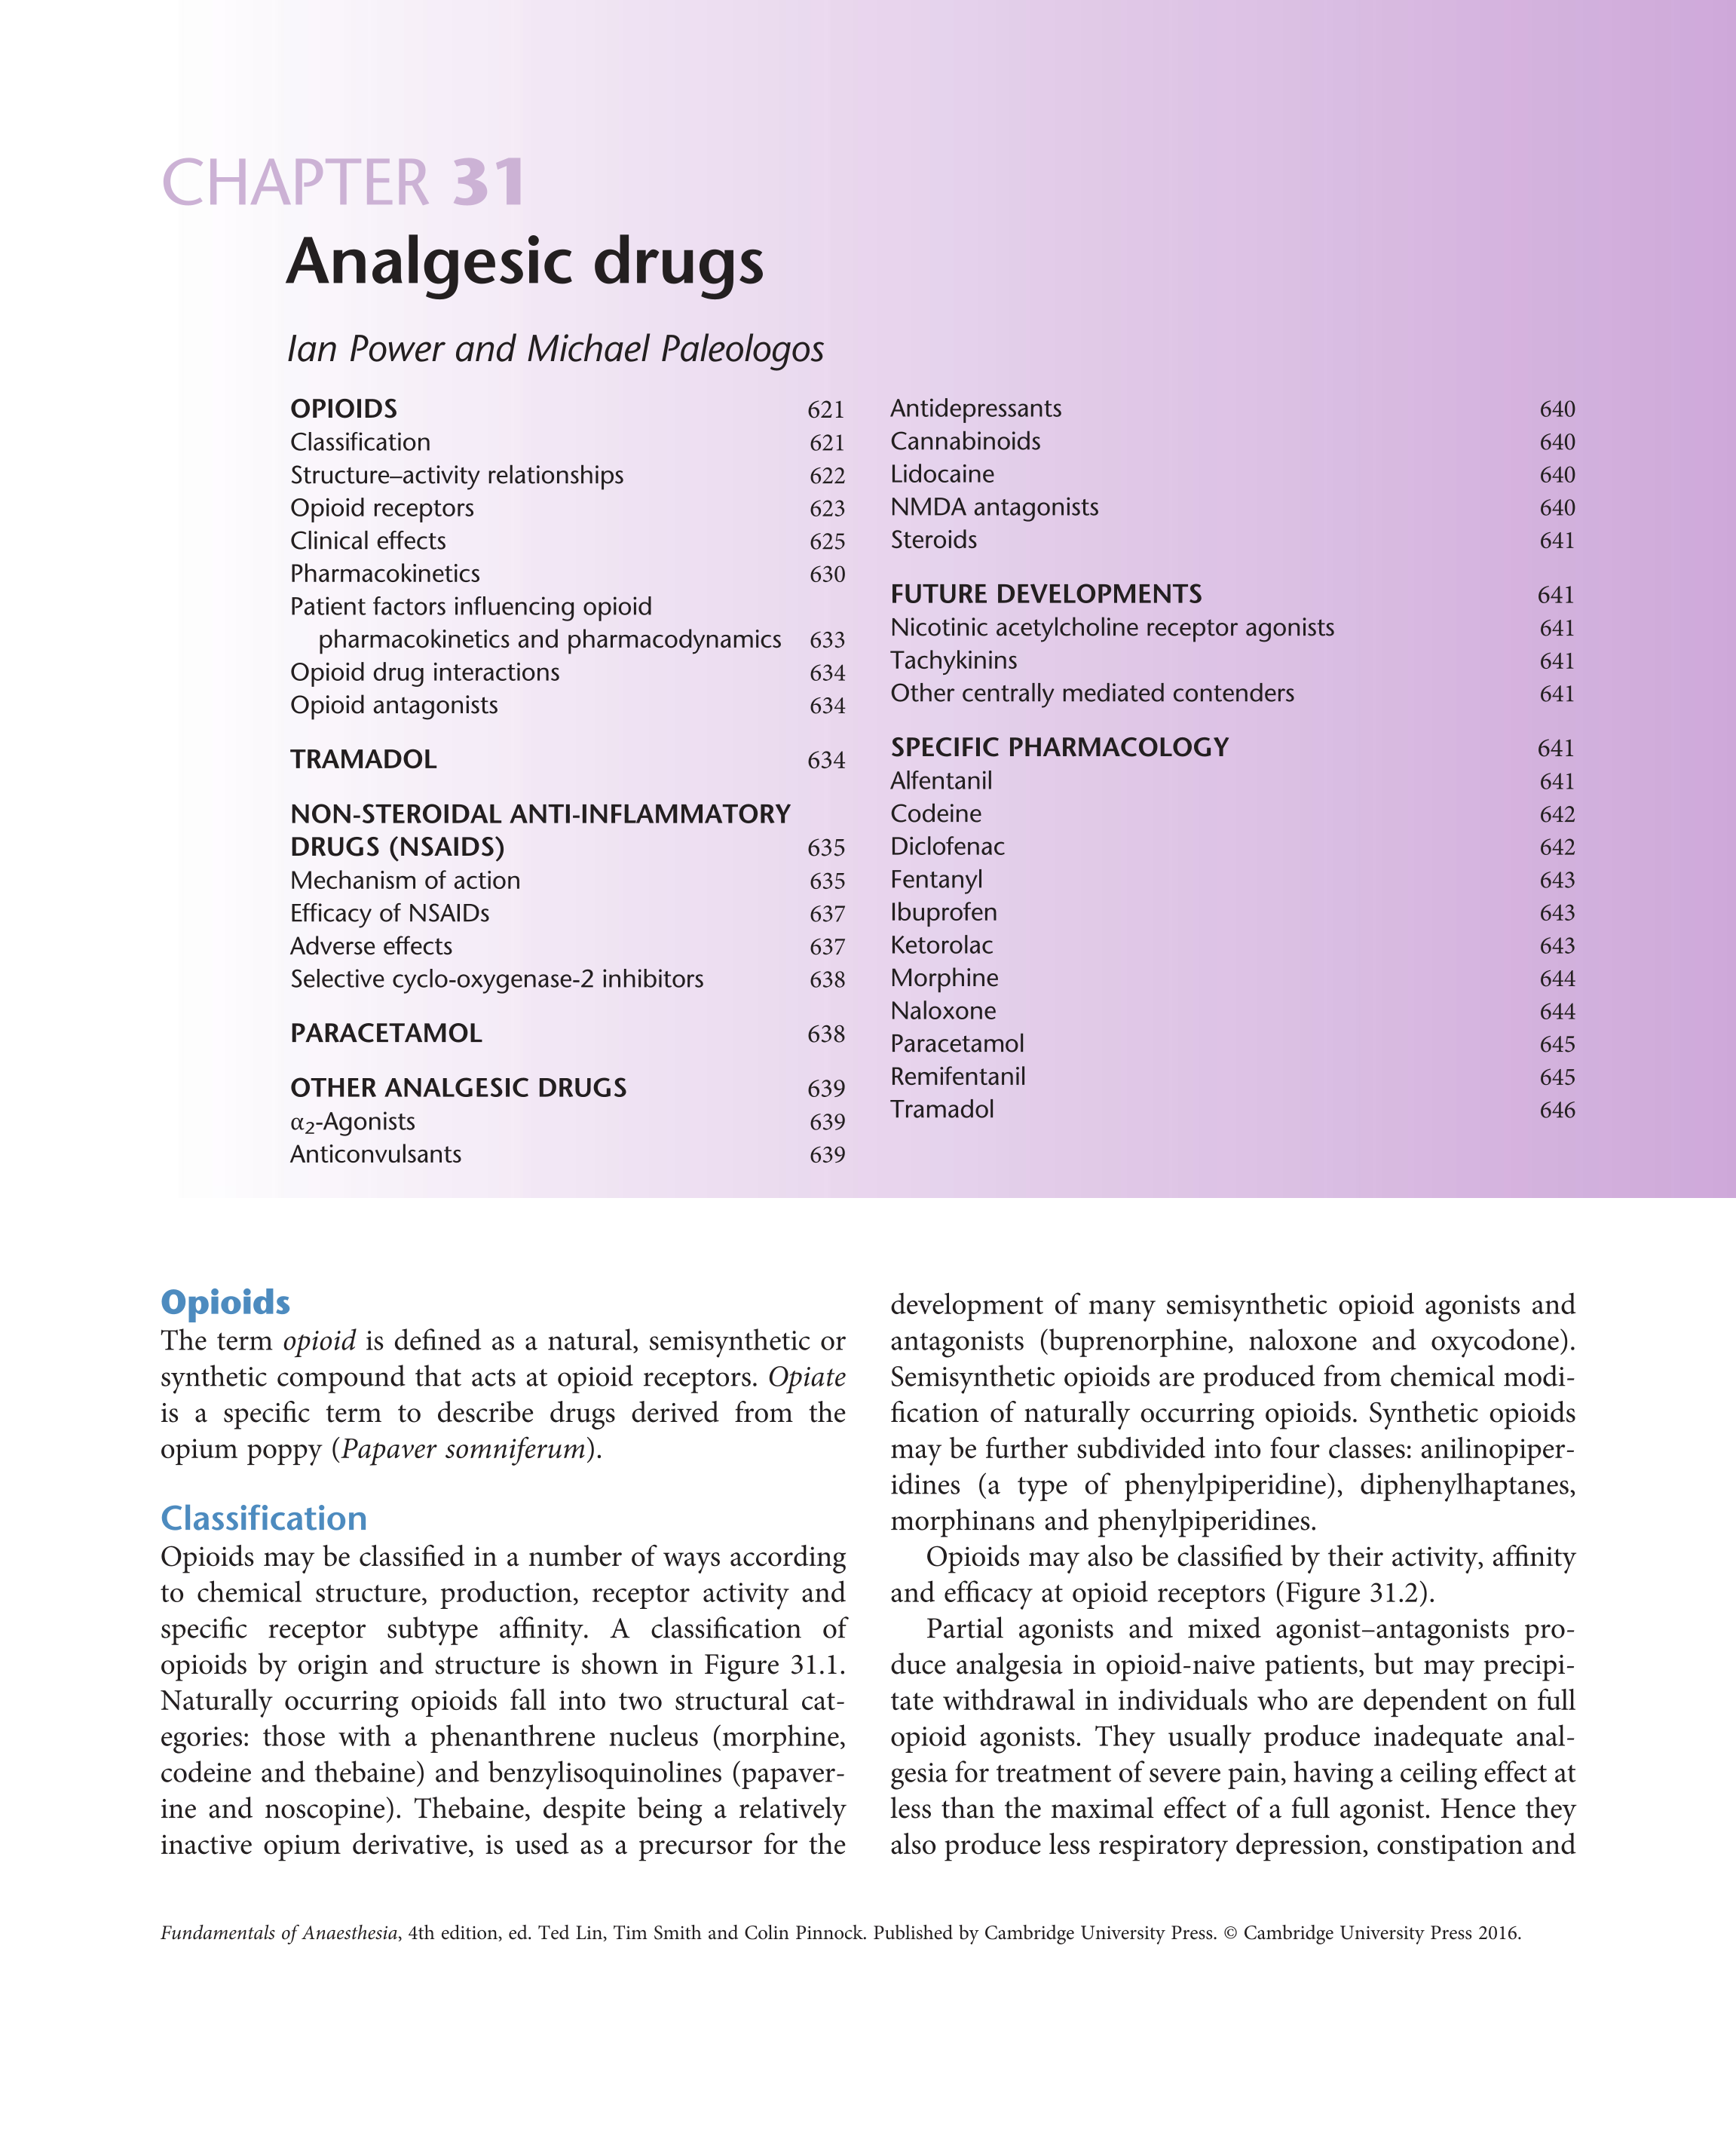 CHAPTER 31
Analgesic drugs
Ian Power and Michael Paleologos
OPIOIDS 621
Classification 621
Structure–activity relationships 622
Opioid receptors 623
Clinical effects 625
Pharmacokinetics 630
Patient factors influencing opioid
pharmacokinetics and pharmacodynamics 633
Opioid drug interactions 634
Opioid antagonists 634
TRAMADOL 634
NON-STEROIDAL ANTI-INFLAMMATORY
DRUGS (NSAIDS) 635
Mechanism of action 635
Efficacy of NSAIDs 637
Adverse effects 637
Selective cyclo-oxygenase-2 inhibitors 638
PARACETAMOL 638
OTHER ANALGESIC DRUGS 639
α2-Agonists 639
Anticonvulsants 639
Antidepressants 640
Cannabinoids 640
Lidocaine 640
NMDA antagonists 640
Steroids 641
FUTURE DEVELOPMENTS 641
Nicotinic acetylcholine receptor agonists 641
Tachykinins 641
Other centrally mediated contenders 641
SPECIFIC PHARMACOLOGY 641
Alfentanil 641
Codeine 642
Diclofenac 642
Fentanyl 643
Ibuprofen 643
Ketorolac 643
Morphine 644
Naloxone 644
Paracetamol 645
Remifentanil 645
Tramadol 646
Opioids
The term opioid is defined as a natural, semisynthetic or
synthetic compound that acts at opioid receptors. Opiate
is a specific term to describe drugs derived from the
opium poppy (Papaver somniferum).
Classification
Opioids may be classified in a number of ways according
to chemical structure, production, receptor activity and
specific receptor subtype affinity. A classification of
opioids by origin and structure is shown in Figure 31.1.
Naturally occurring opioids fall into two structural cat-
egories: those with a phenanthrene nucleus (morphine,
codeine and thebaine) and benzylisoquinolines (papaver-
ine and noscopine). Thebaine, despite being a relatively
inactive opium derivative, is used as a precursor for the
development of many semisynthetic opioid agonists and
antagonists (buprenorphine, naloxone and oxycodone).
Semisynthetic opioids are produced from chemical modi-
fication of naturally occurring opioids. Synthetic opioids
may be further subdivided into four classes: anilinopiper-
idines (a type of phenylpiperidine), diphenylhaptanes,
morphinans and phenylpiperidines.
Opioids may also be classified by their activity, affinity
and efficacy at opioid receptors (Figure 31.2).
Partial agonists and mixed agonist–antagonists pro-
duce analgesia in opioid-naive patients, but may precipi-
tate withdrawal in individuals who are dependent on full
opioid agonists. They usually produce inadequate anal-
gesia for treatment of severe pain, having a ceiling effect at
less than the maximal effect of a full agonist. Hence they
also produce less respiratory depression, constipation and
Fundamentals of Anaesthesia, 4th edition, ed. Ted Lin, Tim Smith and Colin Pinnock. Published by Cambridge University Press. © Cambridge University Press 2016.